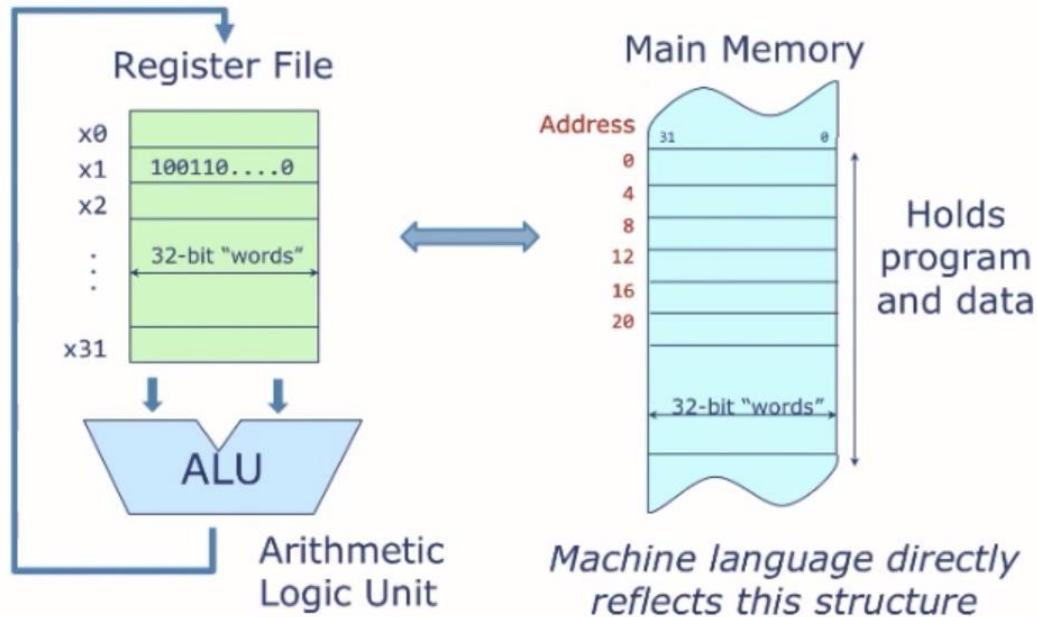 Register File
x0
x1 100110....0
x2
32-bit "words"
x31
ALU
Arithmetic
Logic Unit
Main Memory
Address
31 0
0
4
8
12
16
20
32-bit "words"
Holds
program
and data
Machine language directly
reflects this structure